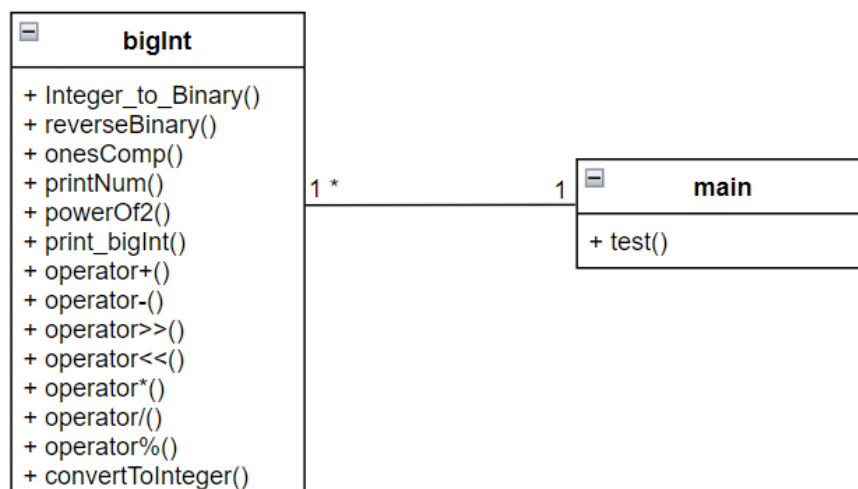 bigInt
+ Integer_to_Binary()
+ reverseBinary()
+ onesComp()
+ printNum()
+ powerOf2()
+ print_bigInt()
+ operator+()
+ operator-()
+ operator>>()
+ operator<<()
+ operator*()
+ operator/()
+ operator%()
+ convertToInteger()
1 *
1
main
+ test()